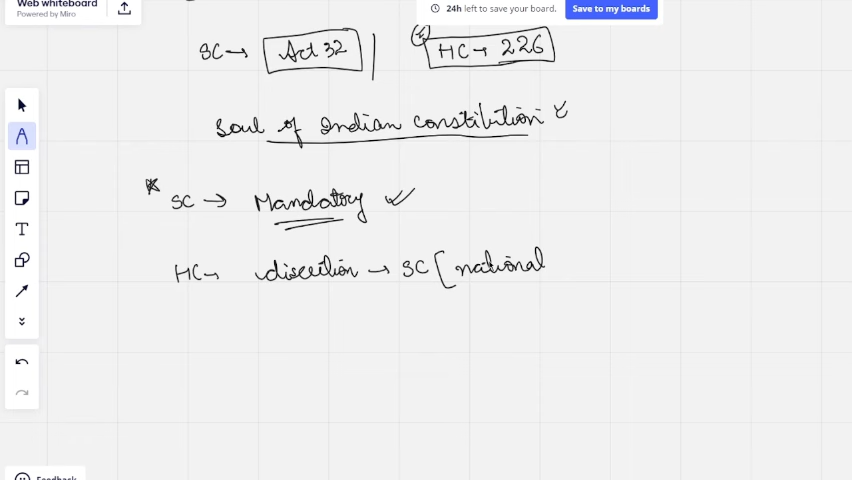 Web whiteboard
Powered by Miro
24h left to save your board.
Save to my boards
SC → Act 32
HC → 226
Soul of Indian constitution
SC → Mandatory ✓
HC → discretion → SC [national
T
Feedback